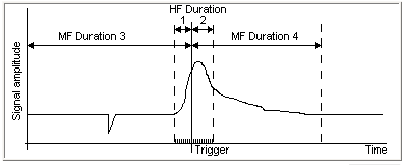 HF Duration
1 2
MF Duration 3
MF Duration 4
Signal amplitude
Trigger
Time